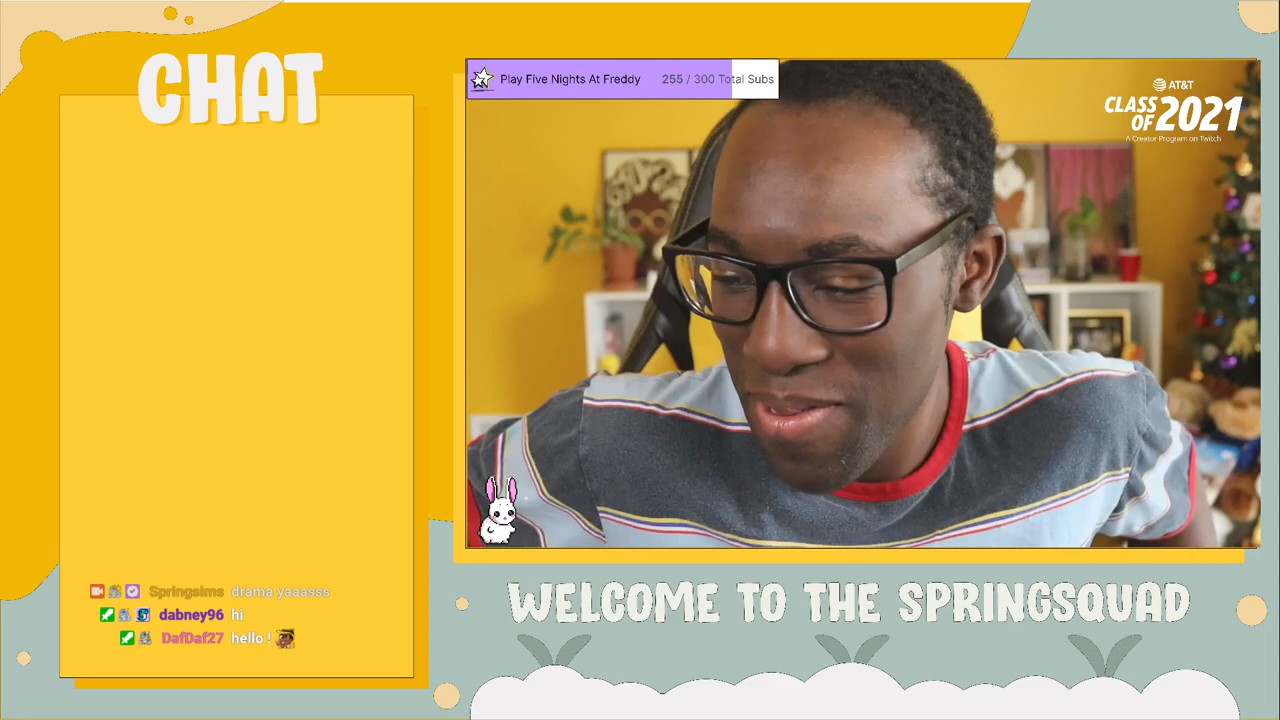 CHAT
Play Five Nights At Freddy 255 / 300 Total Subs
AT&T
CLASS
OF 2021
A Creator Program on Twitch
Springsims drama yaaasss
dabney96 hi
DafDaf27 hello !
WELCOME TO THE SPRINGSQUAD